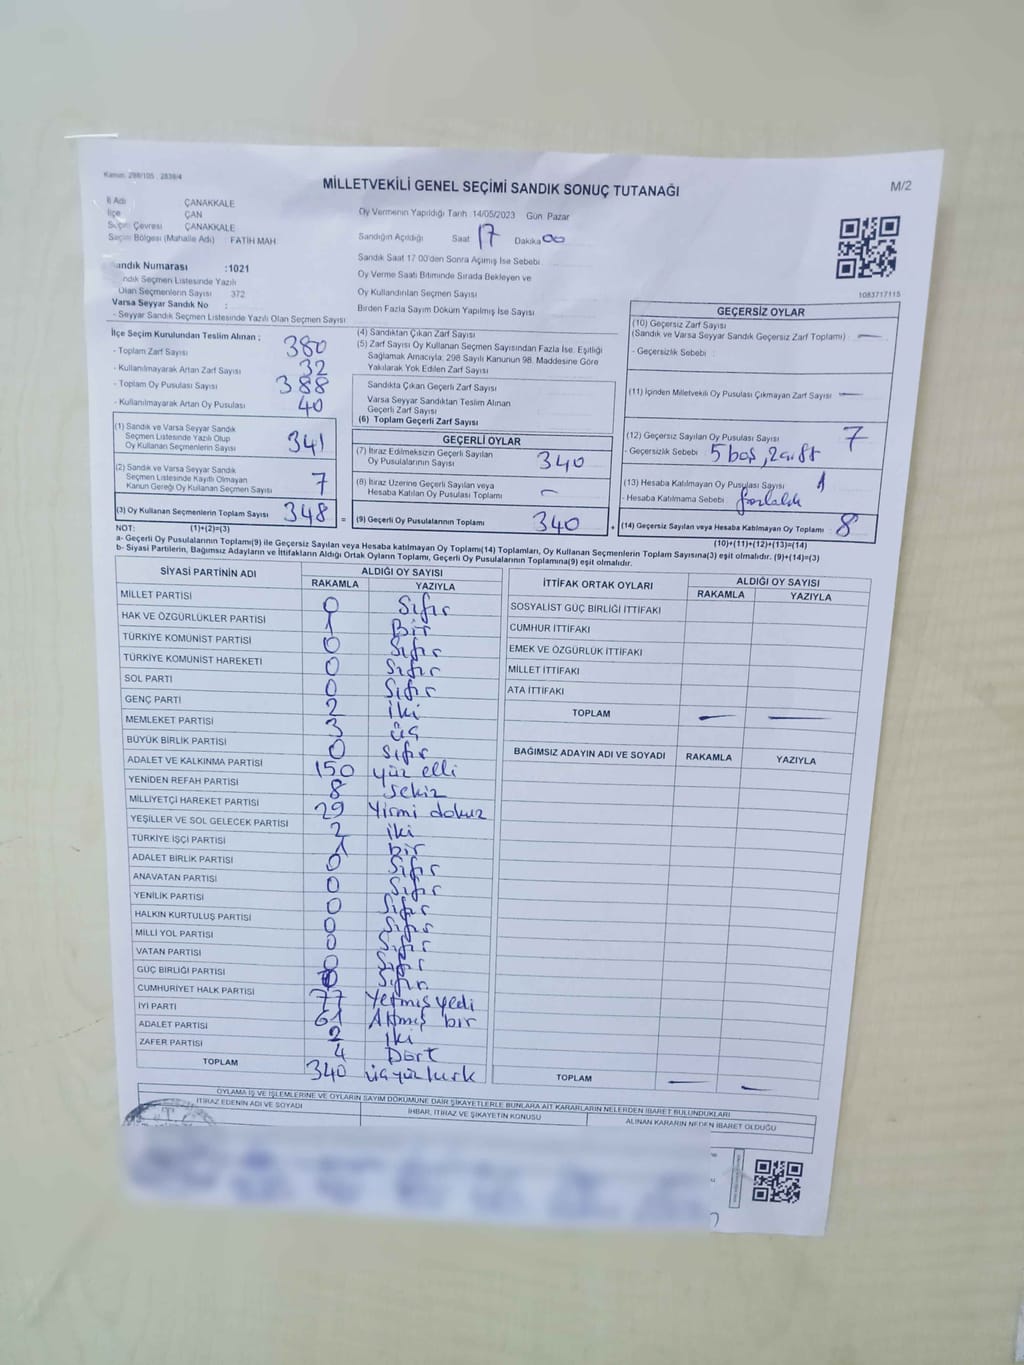 Kanun: 298/105 , 2839/4
MİLLETVEKİLİ GENEL SEÇİMİ SANDIK SONUÇ TUTANAĞI
M/2
İl Adı ÇANAKKALE
İlçe ÇAN
Seçim Çevresi ÇANAKKALE
Seçim Bölgesi (Mahalle Adı) : FATİH MAH.
Oy Vermenin Yapıldığı Tarih :14/05/2023 Gün: Pazar
Sandığın Açıldığı Saat 17 Dakika 00
Sandık Saat 17:00'den Sonra Açılmış İse Sebebi
Oy Verme Saati Bitiminde Sırada Bekleyen ve
Oy Kullandırılan Seçmen Sayısı
Birden Fazla Sayım Döküm Yapılmış İse Sayısı
1083717115
Sandık Numarası :1021
Sandık Seçmen Listesinde Yazılı
Olan Seçmenlerin Sayısı 372
Varsa Seyyar Sandık No :
- Seyyar Sandık Seçmen Listesinde Yazılı Olan Seçmen Sayısı:
İlçe Seçim Kurulundan Teslim Alınan ;
- Toplam Zarf Sayısı 380
- Kullanılmayarak Artan Zarf Sayısı 32
- Toplam Oy Pusulası Sayısı 388
- Kullanılmayarak Artan Oy Pusulası 40
(1) Sandık ve Varsa Seyyar Sandık
Seçmen Listesinde Yazılı Olup
Oy Kullanan Seçmenlerin Sayısı 341
(2) Sandık ve Varsa Seyyar Sandık
Seçmen Listesinde Kayıtlı Olmayan
Kanun Gereği Oy Kullanan Seçmen Sayısı 7
(3) Oy Kullanan Seçmenlerin Toplam Sayısı 348 =
(4) Sandıktan Çıkan Zarf Sayısı
(5) Zarf Sayısı Oy Kullanan Seçmen Sayısından Fazla İse, Eşitliği
Sağlamak Amacıyla; 298 Sayılı Kanunun 98. Maddesine Göre
Yakılarak Yok Edilen Zarf Sayısı
Sandıkta Çıkan Geçerli Zarf Sayısı
Varsa Seyyar Sandıktan Teslim Alınan
Geçerli Zarf Sayısı
(6) Toplam Geçerli Zarf Sayısı
GEÇERLİ OYLAR
(7) İtiraz Edilmeksizin Geçerli Sayılan
Oy Pusulalarının Sayısı 340
(8) İtiraz Üzerine Geçerli Sayılan veya
Hesaba Katılan Oy Pusulası Toplamı -
(9) Geçerli Oy Pusulalarının Toplamı 340 +
GEÇERSİZ OYLAR
(10) Geçersiz Zarf Sayısı
(Sandık ve Varsa Seyyar Sandık Geçersiz Zarf Toplamı) -
- Geçersizlik Sebebi :
(11) İçinden Milletvekili Oy Pusulası Çıkmayan Zarf Sayısı -
(12) Geçersiz Sayılan Oy Pusulası Sayısı 7
- Geçersizlik Sebebi 5 boş, 2
(13) Hesaba Katılmayan Oy Pusulası Sayısı 1
- Hesaba Katılmama Sebebi fazlalık
(14) Geçersiz Sayılan veya Hesaba Katılmayan Oy Toplamı 8
NOT: (1)+(2)=(3)
(10)+(11)+(12)+(13)=(14)
a- Geçerli Oy Pusulalarının Toplamı(9) ile Geçersiz Sayılan veya Hesaba katılmayan Oy Toplamı(14) Toplamları, Oy Kullanan Seçmenlerin Toplam Sayısına(3) eşit olmalıdır. (9)+(14)=(3)
b- Siyasi Partilerin, Bağımsız Adayların ve İttifakların Aldığı Ortak Oyların Toplamı, Geçerli Oy Pusulalarının Toplamına(9) eşit olmalıdır.
SİYASİ PARTİNİN ADI ALDIĞI OY SAYISI
RAKAMLA YAZIYLA
MİLLET PARTİSİ 0 Sıfır
HAK VE ÖZGÜRLÜKLER PARTİSİ 1 Bir
TÜRKİYE KOMÜNİST PARTİSİ 0 Sıfır
TÜRKİYE KOMÜNİST HAREKETİ 0 Sıfır
SOL PARTİ 0 Sıfır
GENÇ PARTİ 2 iki
MEMLEKET PARTİSİ 3 üç
BÜYÜK BİRLİK PARTİSİ 0 sıfır
ADALET VE KALKINMA PARTİSİ 150 yüz elli
YENİDEN REFAH PARTİSİ 8 sekiz
MİLLİYETÇİ HAREKET PARTİSİ 29 Yirmi dokuz
YEŞİLLER VE SOL GELECEK PARTİSİ 2 iki
TÜRKİYE İŞÇİ PARTİSİ 1 bir
ADALET BİRLİK PARTİSİ 0 Sıfır
ANAVATAN PARTİSİ 0 Sıfır
YENİLİK PARTİSİ 0 Sıfır
HALKIN KURTULUŞ PARTİSİ 0 Sıfır
MİLLİ YOL PARTİSİ 0 Sıfır
VATAN PARTİSİ 0 Sıfır
GÜÇ BİRLİĞİ PARTİSİ 0 Sıfır
CUMHURİYET HALK PARTİSİ 77 Yetmiş yedi
İYİ PARTİ 61 Altmış bir
ADALET PARTİSİ 2 iki
ZAFER PARTİSİ 4 Dört
TOPLAM 340 üçyüzkırk
İTTİFAK ORTAK OYLARI ALDIĞI OY SAYISI
RAKAMLA YAZIYLA
SOSYALİST GÜÇ BİRLİĞİ İTTİFAKI
CUMHUR İTTİFAKI
EMEK VE ÖZGÜRLÜK İTTİFAKI
MİLLET İTTİFAKI
ATA İTTİFAKI
TOPLAM - -
BAĞIMSIZ ADAYIN ADI VE SOYADI RAKAMLA YAZIYLA
TOPLAM - -
OYLAMA İŞ VE İŞLEMLERİNE VE OYLARIN SAYIM DÖKÜMÜNE DAİR ŞİKAYETLERLE BUNLARA AİT KARARLARIN NELERDEN İBARET BULUNDUKLARI
İTİRAZ EDENİN ADI VE SOYADI İHBAR, İTİRAZ VE ŞİKAYETİN KONUSU ALINAN KARARIN NEDEN İBARET OLDUĞU